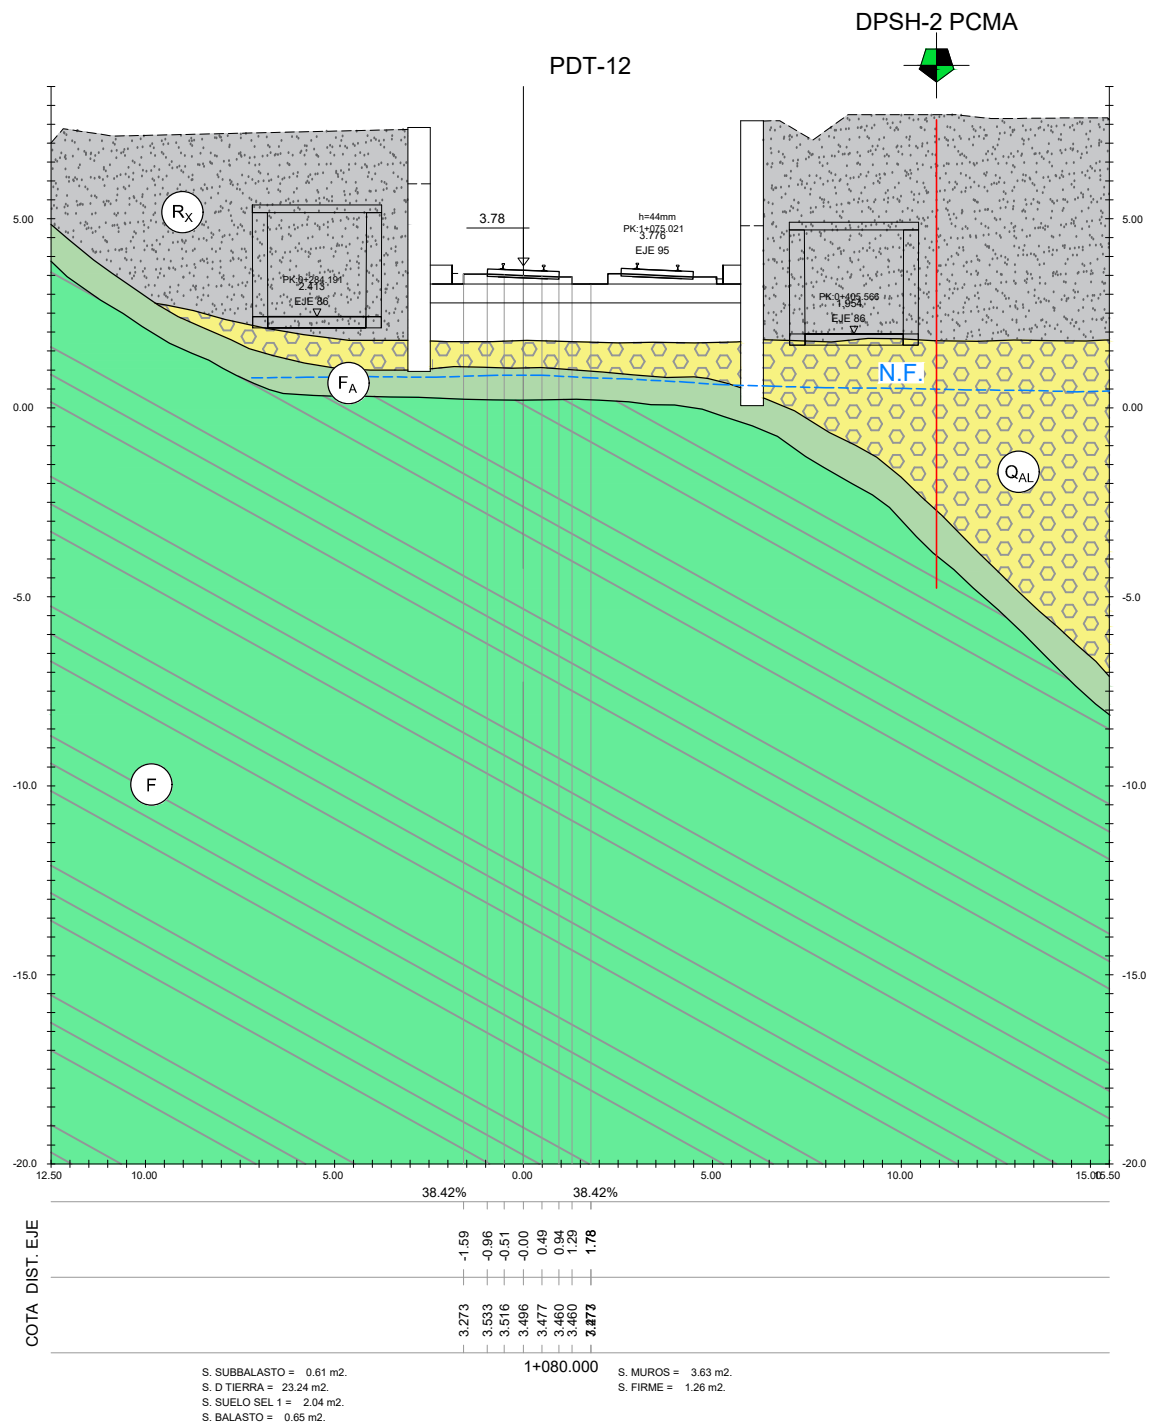 DPSH-2 PCMA
PDT-12
5.00
0.00
-5.0
-10.0
-15.0
-20.0
5.00
0.00
-5.0
-10.0
-15.0
-20.0
RX
3.78
h=44mm
PK:1+075.021
3.776
EJE 95
PK:0+284.191
2.413
EJE 86
PK:0+405.566
1.954
EJE 86
FA
N.F.
QAL
F
12.50
10.00
5.00
0.00
5.00
10.00
15.00
15.50
38.42%
38.42%
DIST. EJE
-1.59
-0.96
-0.51
-0.00
0.49
0.94
1.29
1.78
COTA
3.273
3.533
3.516
3.496
3.477
3.460
3.460
1+080.000
S. SUBBALASTO = 0.61 m2.
S. D TIERRA = 23.24 m2.
S. SUELO SEL 1 = 2.04 m2.
S. BALASTO = 0.65 m2.
S. MUROS = 3.63 m2.
S. FIRME = 1.26 m2.